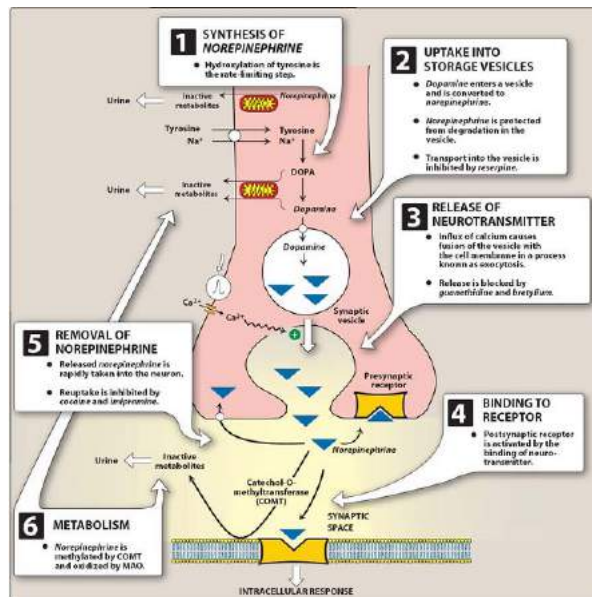 1 SYNTHESIS OF
NOREPINEPHRINE
• Hydroxylation of tyrosine is
the rate-limiting step.
2 UPTAKE INTO
STORAGE VESICLES
• Dopamine enters a vesicle
and is converted to
norepinephrine.
• Norepinephrine is protected
from degradation in the
vesicle.
• Transport into the vesicle is
inhibited by reserpine.
Urine
Inactive
metabolites
Norepinephrine
Tyrosine
Na+
Tyrosine
Na+
DOPA
Urine
Inactive
metabolites
Dopamine
Dopamine
Synaptic
vesicle
3 RELEASE OF
NEUROTRANSMITTER
• Influx of calcium causes
fusion of the vesicle with
the cell membrane in a process
known as exocytosis.
• Release is blocked by
guanethidine and bretylium.
Ca2+
Ca2+
+
5 REMOVAL OF
NOREPINEPHRINE
• Released norepinephrine is
rapidly taken into the neuron.
• Reuptake is inhibited by
cocaine and imipramine.
Presynaptic
receptor
4 BINDING TO
RECEPTOR
• Postsynaptic receptor
is activated by the
binding of neuro-
transmitter.
Norepinephrine
Urine
Inactive
metabolites
Catechol-O-
methyltransferase
(COMT)
SYNAPTIC
SPACE
6 METABOLISM
• Norepinephrine is
methylated by COMT
and oxidized by MAO.
INTRACELLULAR RESPONSE